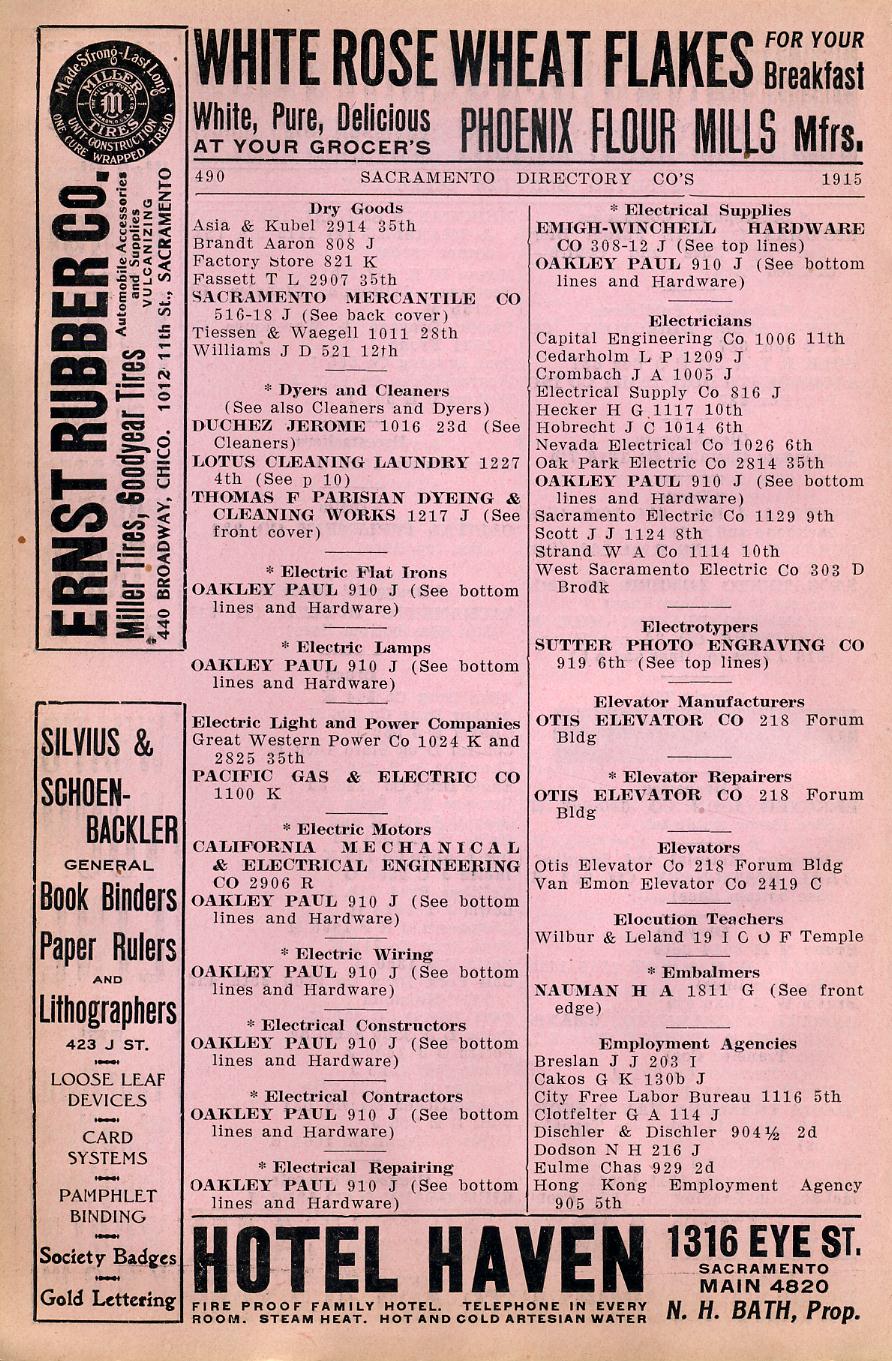 WHITE ROSE WHEAT FLAKES FOR YOUR Breakfast
White, Pure, Delicious
AT YOUR GROCER'S
PHOENIX FLOUR MILLS Mfrs.
Made Strong-Last Long
MILLER
M
TIRES
UNIT-CONSTRUCTION
ONE CURE WRAPPED TREAD
ERNST RUBBER CO.
Automobile Accessories
and Supplies
VULCANIZING
Miller Tires, Goodyear Tires
440 BROADWAY, CHICO. 1012 11th St., SACRAMENTO
490 SACRAMENTO DIRECTORY CO'S 1915
Dry Goods
Asia & Kubel 2914 35th
Brandt Aaron 808 J
Factory Store 821 K
Fassett T L 2907 35th
SACRAMENTO MERCANTILE CO
516-18 J (See back cover)
Tiessen & Waegell 1011 28th
Williams J D 521 12th
* Dyers and Cleaners
(See also Cleaners and Dyers)
DUCHEZ JEROME 1016 23d (See
Cleaners)
LOTUS CLEANING LAUNDRY 1227
4th (See p 10)
THOMAS F PARISIAN DYEING &
CLEANING WORKS 1217 J (See
front cover)
* Electric Flat Irons
OAKLEY PAUL 910 J (See bottom
lines and Hardware)
* Electric Lamps
OAKLEY PAUL 910 J (See bottom
lines and Hardware)
Electric Light and Power Companies
Great Western Power Co 1024 K and
2825 35th
PACIFIC GAS & ELECTRIC CO
1100 K
* Electric Motors
CALIFORNIA MECHANICAL
& ELECTRICAL ENGINEERING
CO 2906 R
OAKLEY PAUL 910 J (See bottom
lines and Hardware)
* Electric Wiring
OAKLEY PAUL 910 J (See bottom
lines and Hardware)
* Electrical Constructors
OAKLEY PAUL 910 J (See bottom
lines and Hardware)
* Electrical Contractors
OAKLEY PAUL 910 J (See bottom
lines and Hardware)
* Electrical Repairing
OAKLEY PAUL 910 J (See bottom
lines and Hardware)
* Electrical Supplies
EMIGH-WINCHELL HARDWARE
CO 308-12 J (See top lines)
OAKLEY PAUL 910 J (See bottom
lines and Hardware)
Electricians
Capital Engineering Co 1006 11th
Cedarholm L P 1209 J
Crombach J A 1005 J
Electrical Supply Co 816 J
Hecker H G 1117 10th
Hobrecht J C 1014 6th
Nevada Electrical Co 1026 6th
Oak Park Electric Co 2814 35th
OAKLEY PAUL 910 J (See bottom
lines and Hardware)
Sacramento Electric Co 1129 9th
Scott J J 1124 8th
Strand W A Co 1114 10th
West Sacramento Electric Co 303 D
Brodk
Electrotypers
SUTTER PHOTO ENGRAVING CO
919 6th (See top lines)
Elevator Manufacturers
OTIS ELEVATOR CO 218 Forum
Bldg
* Elevator Repairers
OTIS ELEVATOR CO 218 Forum
Bldg
Elevators
Otis Elevator Co 218 Forum Bldg
Van Emon Elevator Co 2419 C
Elocution Teachers
Wilbur & Leland 19 I O O F Temple
* Embalmers
NAUMAN H A 1811 G (See front
edge)
Employment Agencies
Breslan J J 203 I
Cakos G K 130b J
City Free Labor Bureau 1116 5th
Clotfelter G A 114 J
Dischler & Dischler 904½ 2d
Dodson N H 216 J
Eulme Chas 929 2d
Hong Kong Employment Agency
905 5th
SILVIUS &
SCHOEN-
BACKLER
GENERAL
Book Binders
Paper Rulers
AND
Lithographers
423 J ST.
LOOSE LEAF
DEVICES
CARD
SYSTEMS
PAMPHLET
BINDING
Society Badges
Gold Lettering
HOTEL HAVEN
FIRE PROOF FAMILY HOTEL. TELEPHONE IN EVERY
ROOM. STEAM HEAT. HOT AND COLD ARTESIAN WATER
1316 EYE ST.
SACRAMENTO
MAIN 4820
N. H. BATH, Prop.